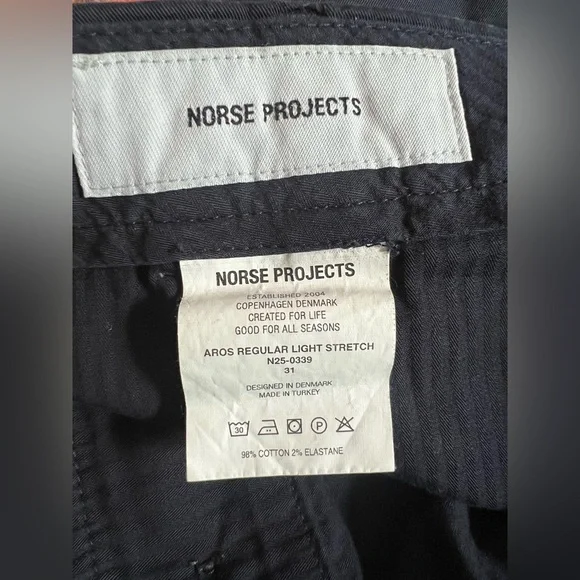 NORSE PROJECTS
NORSE PROJECTS
ESTABLISHED 2004
COPENHAGEN DENMARK
CREATED FOR LIFE
GOOD FOR ALL SEASONS
AROS REGULAR LIGHT STRETCH
N25-0339
31
DESIGNED IN DENMARK
MADE IN TURKEY
30 P
98% COTTON 2% ELASTANE